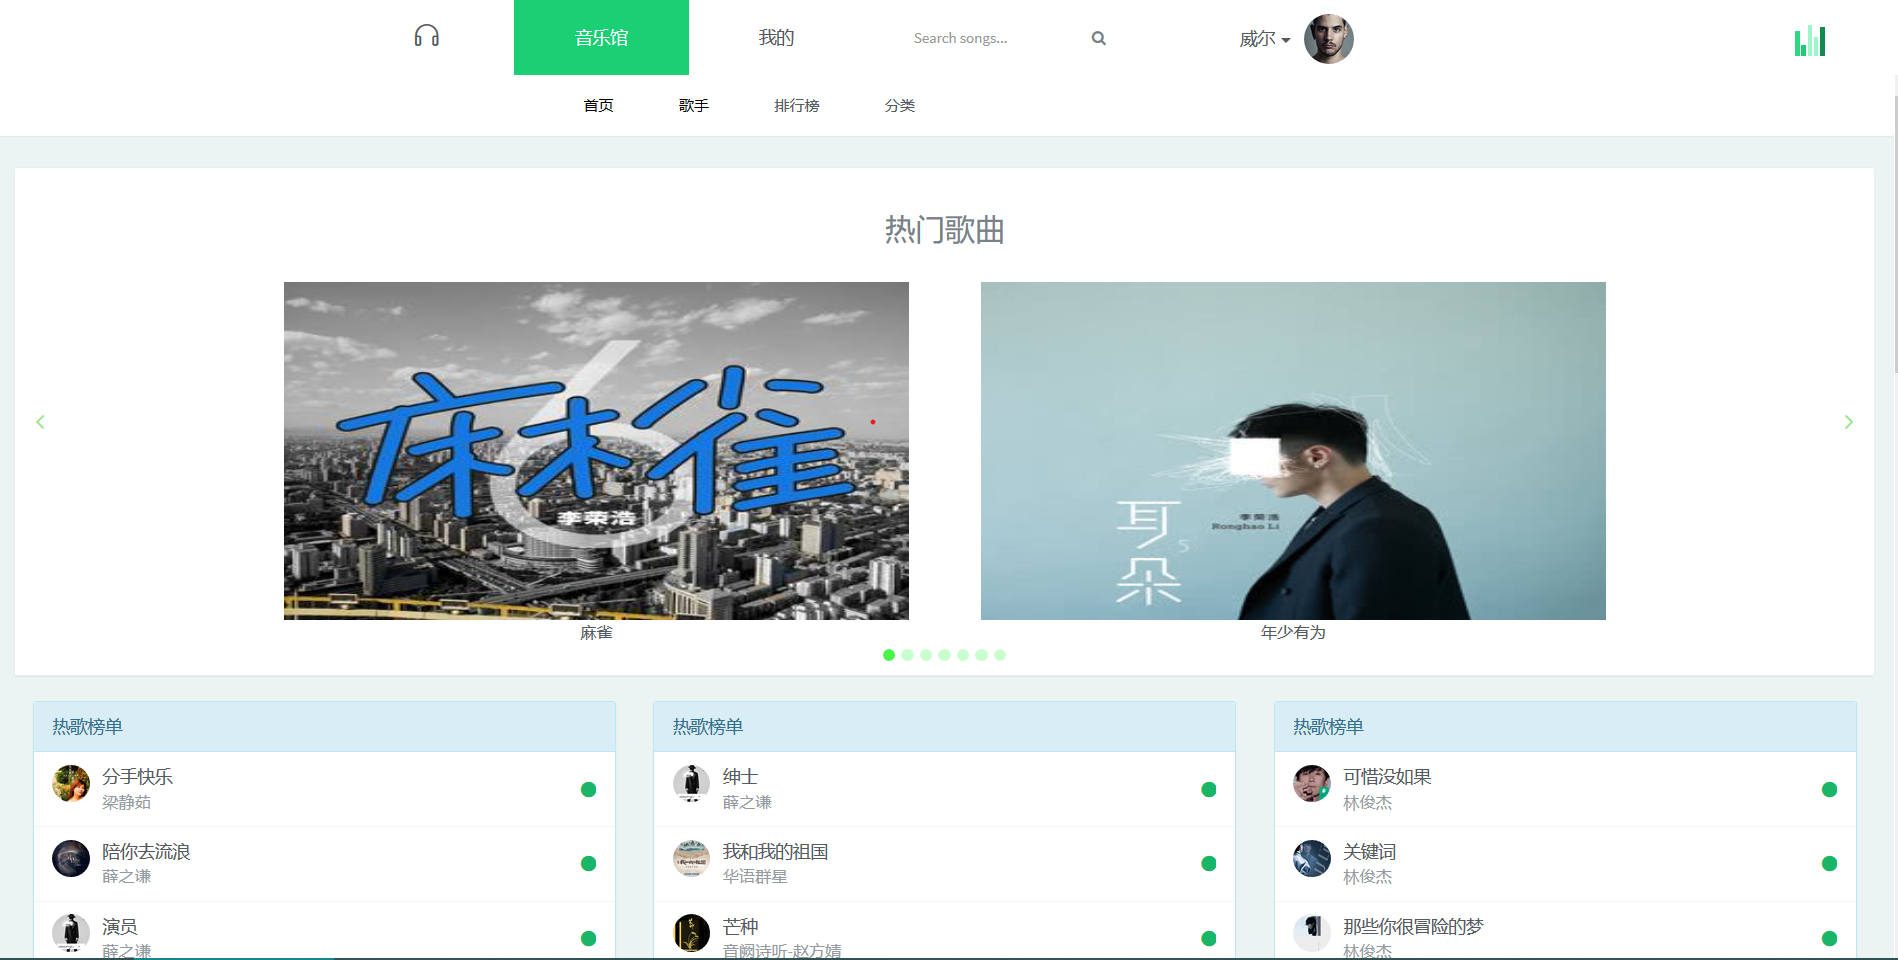 音乐馆
我的
Search songs...
威尔
首页
歌手
排行榜
分类
热门歌曲
6
麻雀
李荣浩
李荣浩
Ronghao Li
耳朵
5
麻雀
年少有为
热歌榜单
分手快乐
梁静茹
陪你去流浪
薛之谦
演员
薛之谦
热歌榜单
绅士
薛之谦
我和我的祖国
华语群星
芒种
音阙诗听-赵方婧
热歌榜单
可惜没如果
林俊杰
关键词
林俊杰
那些你很冒险的梦
林俊杰